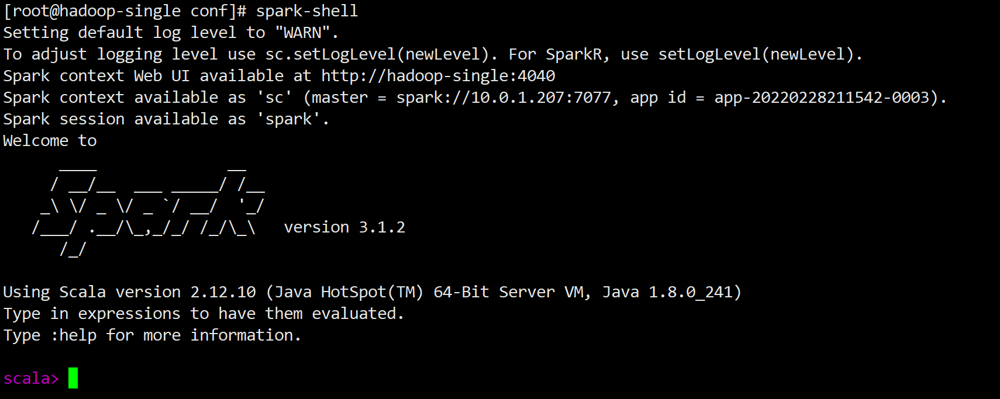 [root@hadoop-single conf]# spark-shell
Setting default log level to "WARN".
To adjust logging level use sc.setLogLevel(newLevel). For SparkR, use setLogLevel(newLevel).
Spark context Web UI available at http://hadoop-single:4040
Spark context available as 'sc' (master = spark://10.0.1.207:7077, app id = app-20220228211542-0003).
Spark session available as 'spark'.
Welcome to
      ____              __
     / __/__  ___ _____/ /__
    _\ \/ _ \/ _ `/ __/  '_/
   /___/ .__/\_,_/_/ /_/\_\   version 3.1.2
      /_/
Using Scala version 2.12.10 (Java HotSpot(TM) 64-Bit Server VM, Java 1.8.0_241)
Type in expressions to have them evaluated.
Type :help for more information.
scala>